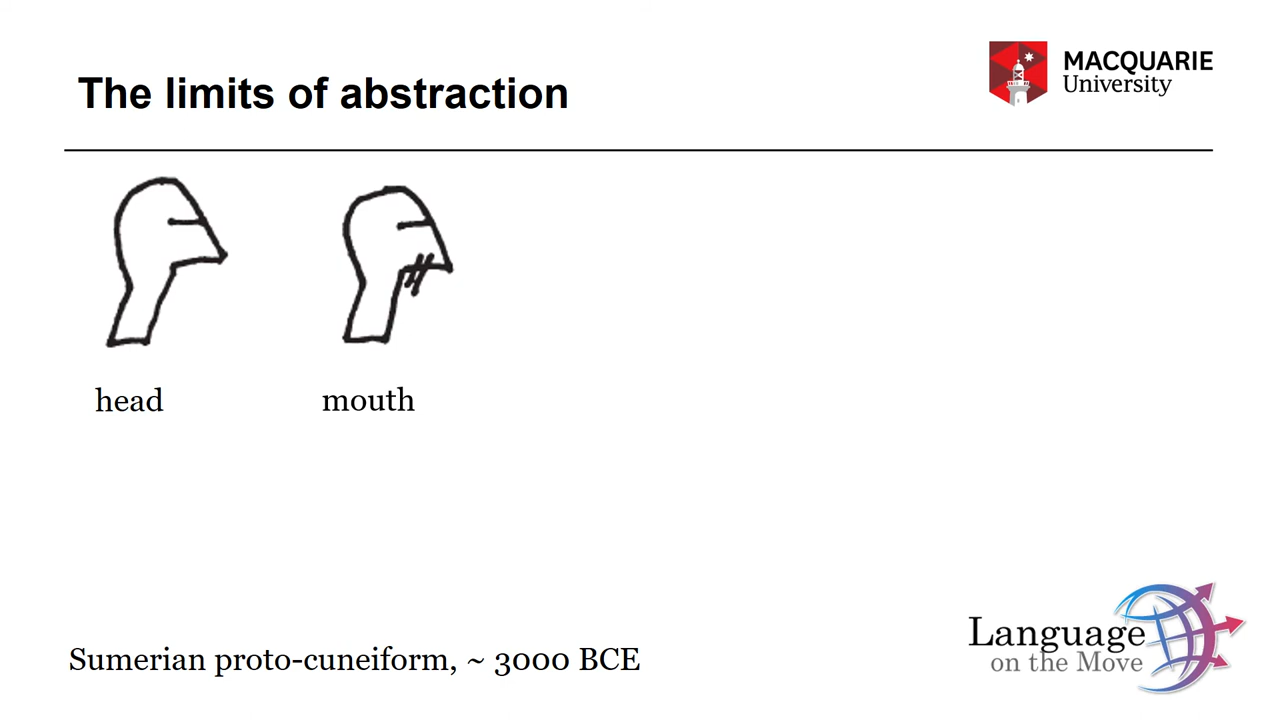 The limits of abstraction
MACQUARIE
University
head
mouth
Sumerian proto-cuneiform, ~ 3000 BCE
Language
on the Move